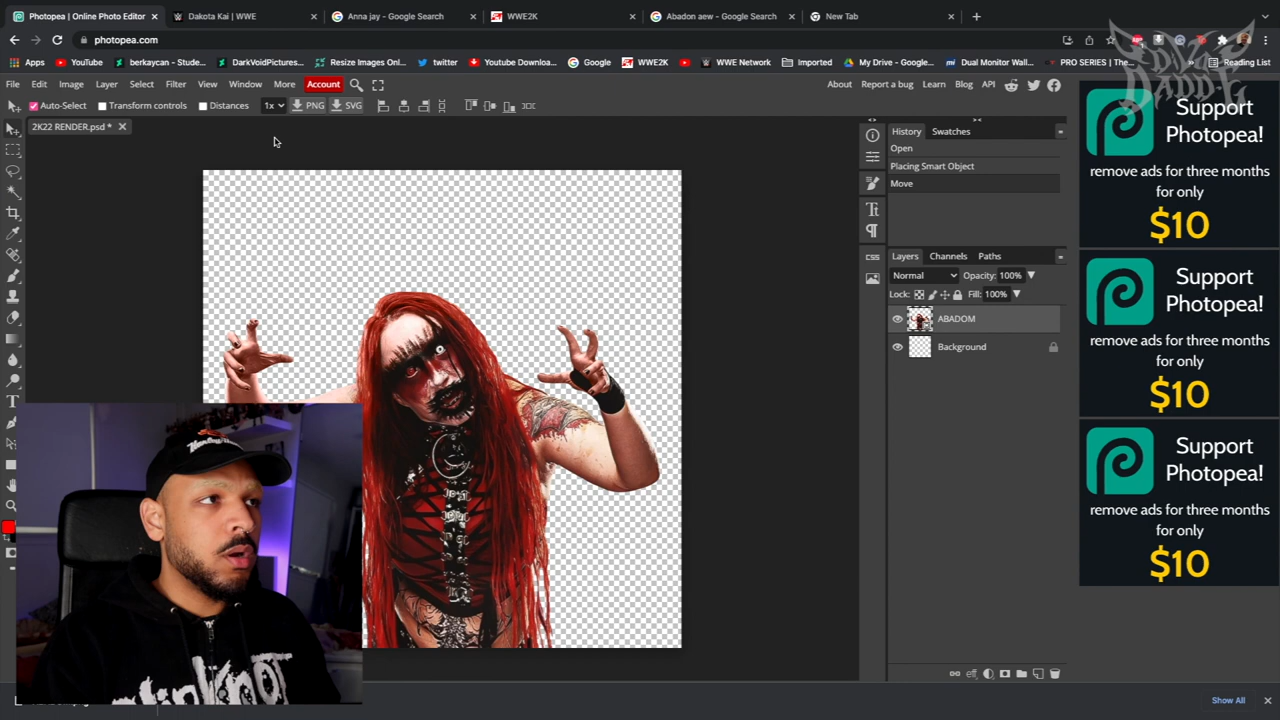 Photopea | Online Photo Editor
Dakota Kai | WWE
Anna jay - Google Search
WWE2K
Abadon aew - Google Search
New Tab
photopea.com
Apps
YouTube
berkaycan - Stude...
DarkVoidPictures...
Resize Images Onl...
twitter
Youtube Downloa...
Google
WWE2K
WWE Network
Imported
My Drive - Google...
Dual Monitor Wall...
PRO SERIES | The...
Reading List
File
Edit
Image
Layer
Select
Filter
View
Window
More
Account
About
Report a bug
Learn
Blog
API
Auto-Select
Transform controls
Distances
1x
PNG
SVG
2K22 RENDER.psd *
History
Swatches
Open
Placing Smart Object
Move
CSS
Layers
Channels
Paths
Normal
Opacity: 100%
Lock:
Fill: 100%
ABADOM
Background
eff
Support
Photopea!
remove ads for three months
for only
$10
Support
Photopea!
remove ads for three months
for only
$10
Support
Photopea!
remove ads for three months
for only
$10
Show All